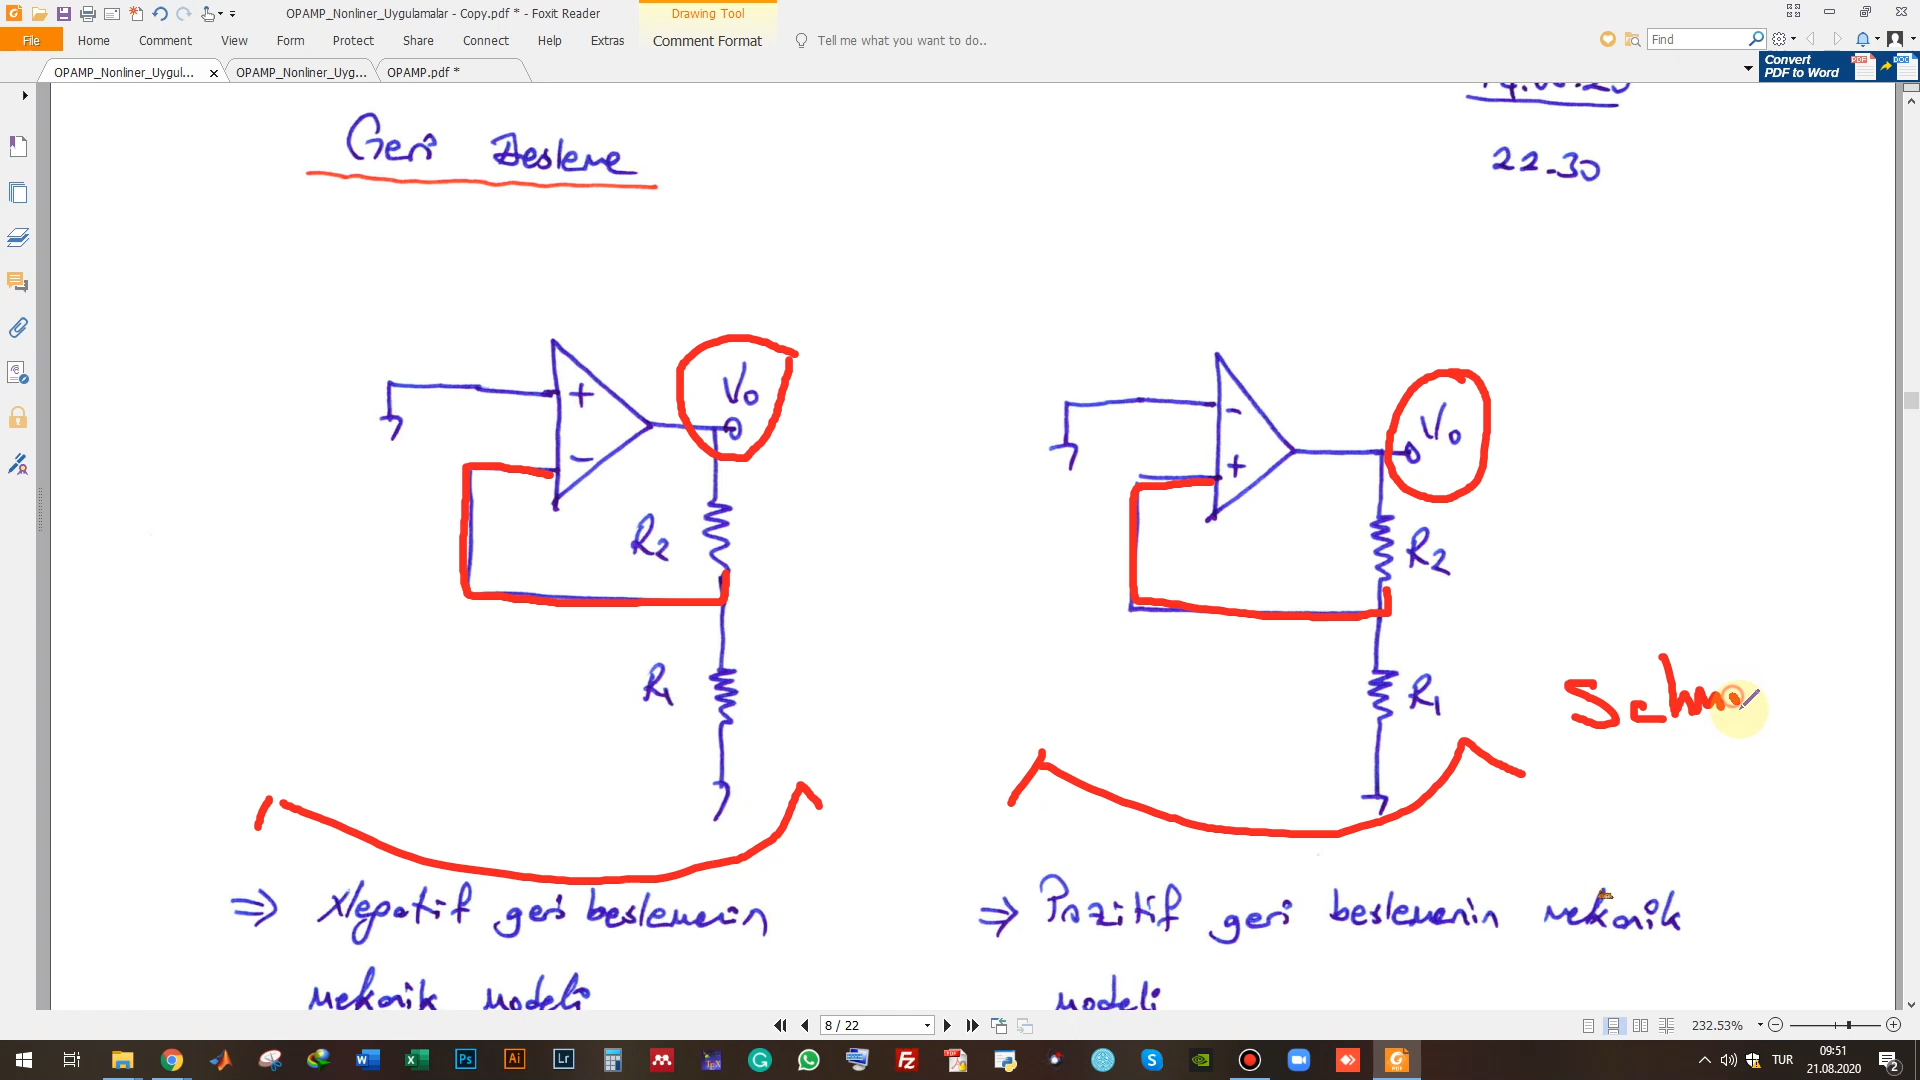 OPAMP_Nonliner_Uygulamalar - Copy.pdf * - Foxit Reader
Drawing Tool
File Home Comment View Form Protect Share Connect Help Extras Comment Format Tell me what you want to do.. Find
OPAMP_Nonliner_Uygul... OPAMP_Nonliner_Uyg... OPAMP.pdf *
Convert
PDF to Word
Geri Besleme
22.30
Vo
+
-
R2
R1
Vo
-
+
R2
R1
Schm
⇒ Negatif geri beslemenin
mekanik modeli
⇒ Pozitif geri beslemenin mekanik
modeli
8 / 22
232.53%
TUR
09:51
21.08.2020
2